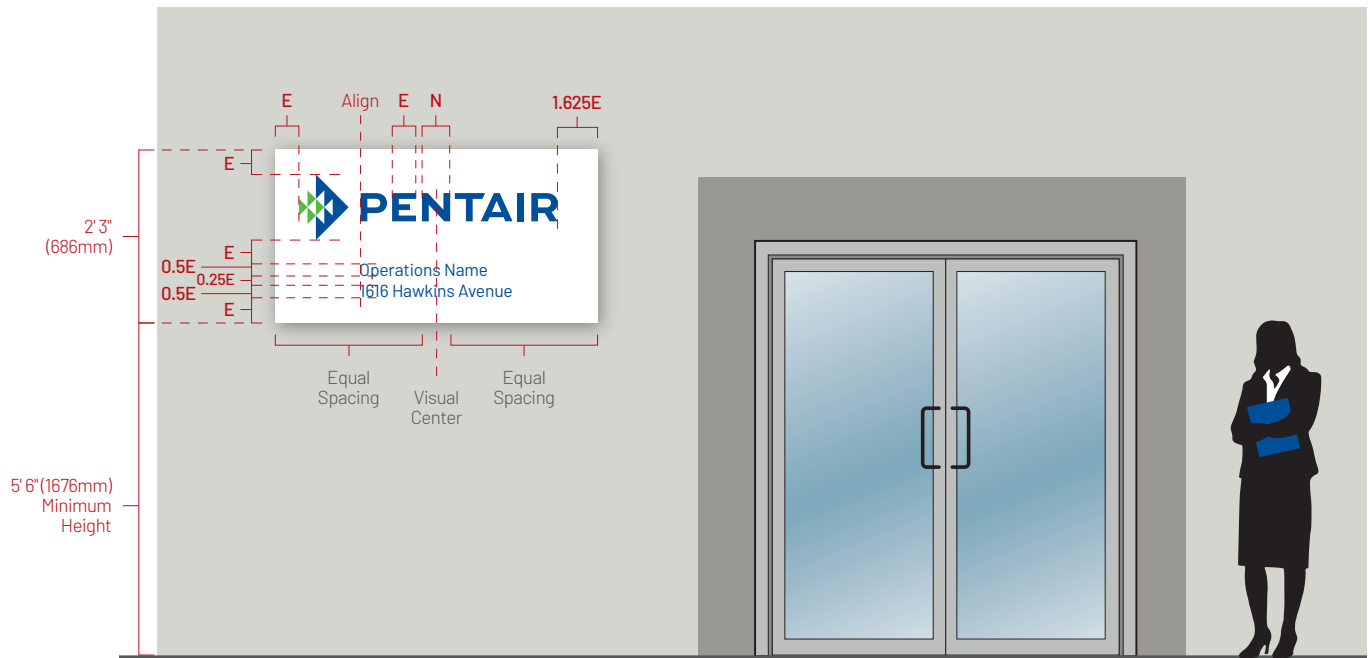 E Align E N 1.625E
E
PENTAIR
2' 3"
(686mm)
E
0.5E
0.25E
0.5E
E
Operations Name
1616 Hawkins Avenue
Equal
Spacing
Visual
Center
Equal
Spacing
5' 6" (1676mm)
Minimum
Height